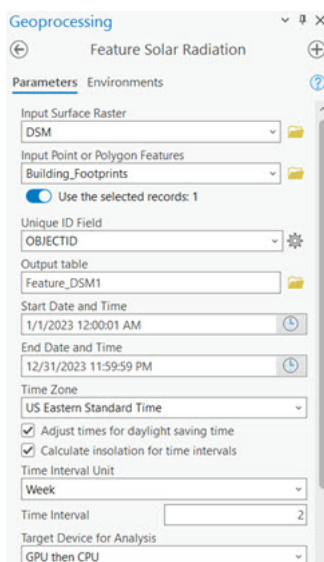 Geoprocessing
Feature Solar Radiation
Parameters Environments
Input Surface Raster
DSM
Input Point or Polygon Features
Building_Footprints
Use the selected records: 1
Unique ID Field
OBJECTID
Output table
Feature_DSM1
Start Date and Time
1/1/2023 12:00:01 AM
End Date and Time
12/31/2023 11:59:59 PM
Time Zone
US Eastern Standard Time
Adjust times for daylight saving time
Calculate insolation for time intervals
Time Interval Unit
Week
Time Interval 2
Target Device for Analysis
GPU then CPU